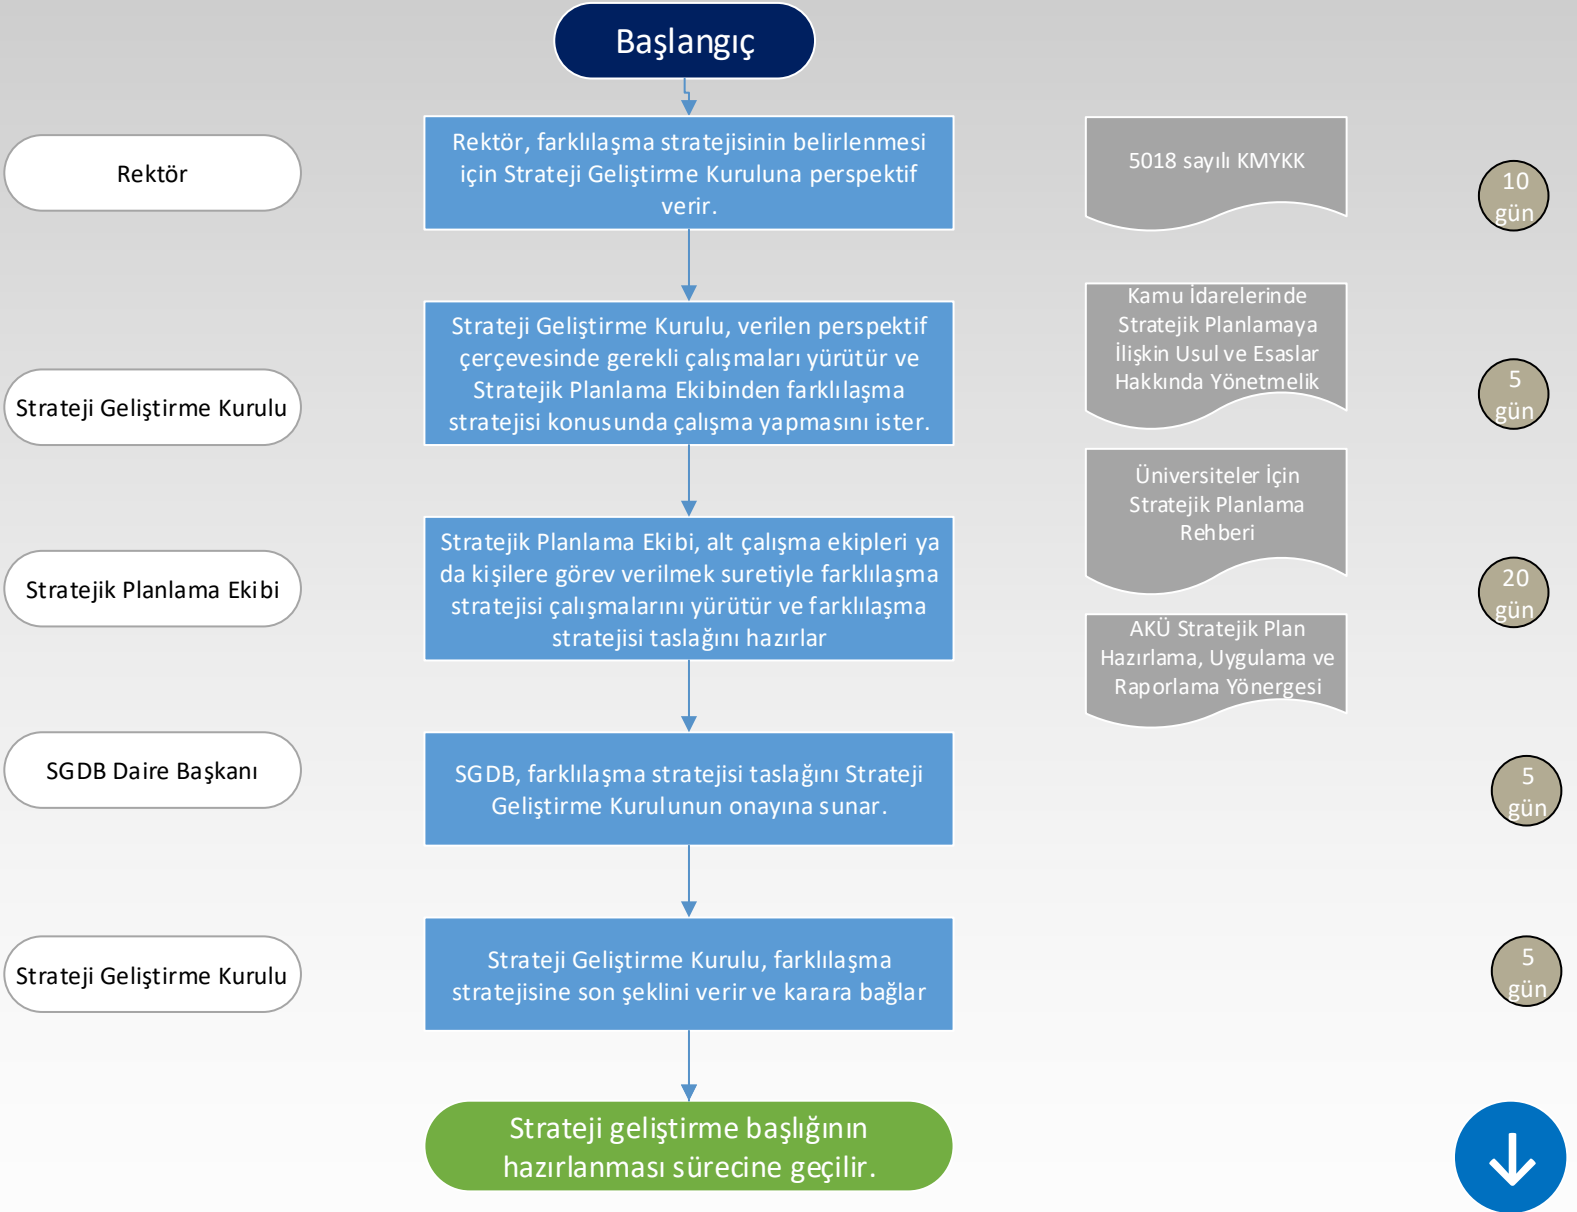 Başlangıç
Rektör
Rektör, farklılaşma stratejisinin belirlenmesi
için Strateji Geliştirme Kuruluna perspektif
verir.
5018 sayılı KMYKK
10
gün
Strateji Geliştirme Kurulu
Strateji Geliştirme Kurulu, verilen perspektif
çerçevesinde gerekli çalışmaları yürütür ve
Stratejik Planlama Ekibinden farklılaşma
stratejisi konusunda çalışma yapmasını ister.
Kamu İdarelerinde
Stratejik Planlamaya
İlişkin Usul ve Esaslar
Hakkında Yönetmelik
5
gün
Üniversiteler İçin
Stratejik Planlama
Rehberi
Stratejik Planlama Ekibi
Stratejik Planlama Ekibi, alt çalışma ekipleri ya
da kişilere görev verilmek suretiyle farklılaşma
stratejisi çalışmalarını yürütür ve farklılaşma
stratejisi taslağını hazırlar
20
gün
AKÜ Stratejik Plan
Hazırlama, Uygulama ve
Raporlama Yönergesi
SGDB Daire Başkanı
SGDB, farklılaşma stratejisi taslağını Strateji
Geliştirme Kurulunun onayına sunar.
5
gün
Strateji Geliştirme Kurulu
Strateji Geliştirme Kurulu, farklılaşma
stratejisine son şeklini verir ve karara bağlar
5
gün
Strateji geliştirme başlığının
hazırlanması sürecine geçilir.